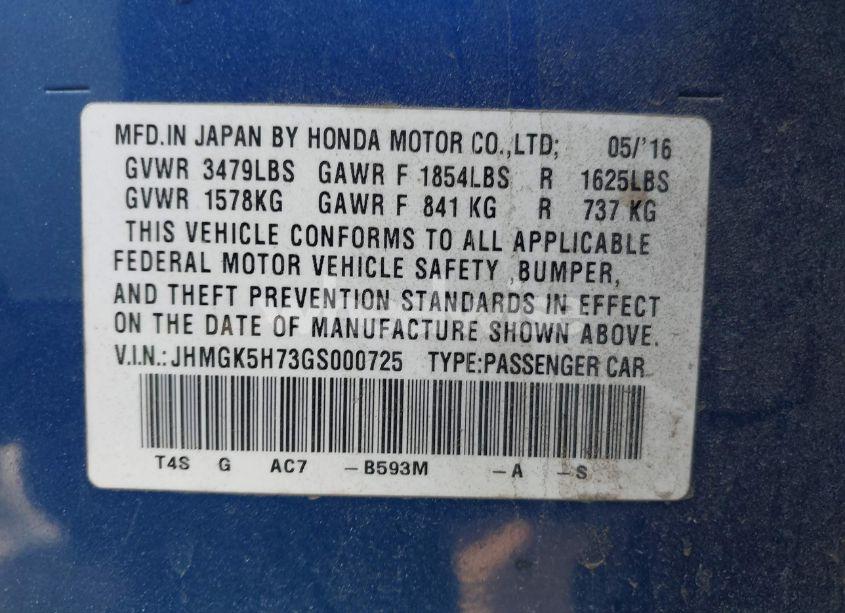 MFD.IN JAPAN BY HONDA MOTOR CO.,LTD; 05/'16
GVWR 3479LBS GAWR F 1854LBS R 1625LBS
GVWR 1578KG GAWR F 841 KG R 737 KG
THIS VEHICLE CONFORMS TO ALL APPLICABLE
FEDERAL MOTOR VEHICLE SAFETY ,BUMPER,
AND THEFT PREVENTION STANDARDS IN EFFECT
ON THE DATE OF MANUFACTURE SHOWN ABOVE.
V.I.N.: JHMGK5H73GS000725 TYPE:PASSENGER CAR
T4S G AC7 -B593M -A -S